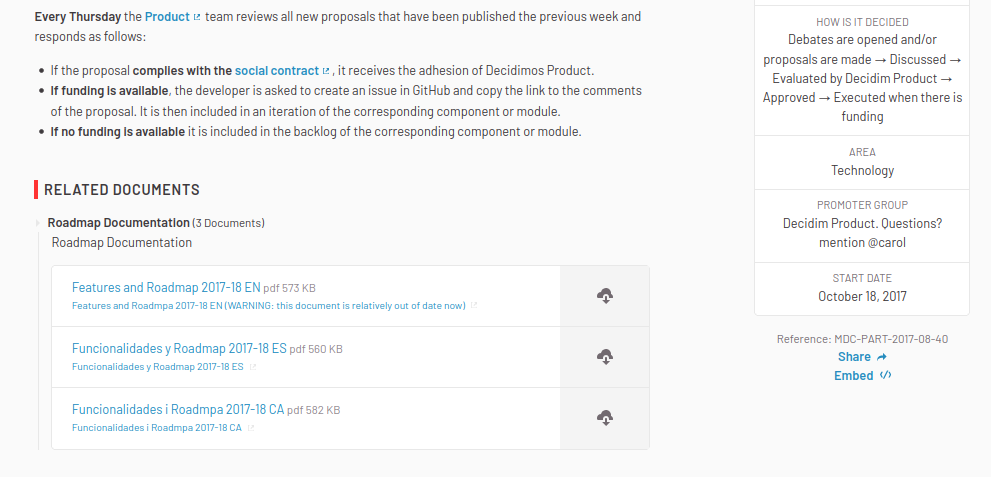 Every Thursday the Product team reviews all new proposals that have been published the previous week and
responds as follows:
If the proposal complies with the social contract , it receives the adhesion of Decidimos Product.
If funding is available, the developer is asked to create an issue in GitHub and copy the link to the comments
of the proposal. It is then included in an iteration of the corresponding component or module.
If no funding is available it is included in the backlog of the corresponding component or module.
RELATED DOCUMENTS
Roadmap Documentation (3 Documents)
Roadmap Documentation
Features and Roadmap 2017-18 EN pdf 573 KB
Features and Roadmpa 2017-18 EN (WARNING: this document is relatively out of date now)
Funcionalidades y Roadmap 2017-18 ES pdf 560 KB
Funcionalidades y Roadmap 2017-18 ES
Funcionalidades i Roadmpa 2017-18 CA pdf 582 KB
Funcionalidades i Roadmpa 2017-18 CA
HOW IS IT DECIDED
Debates are opened and/or
proposals are made → Discussed →
Evaluated by Decidim Product →
Approved → Executed when there is
funding
AREA
Technology
PROMOTER GROUP
Decidim Product. Questions?
mention @carol
START DATE
October 18, 2017
Reference: MDC-PART-2017-08-40
Share
Embed